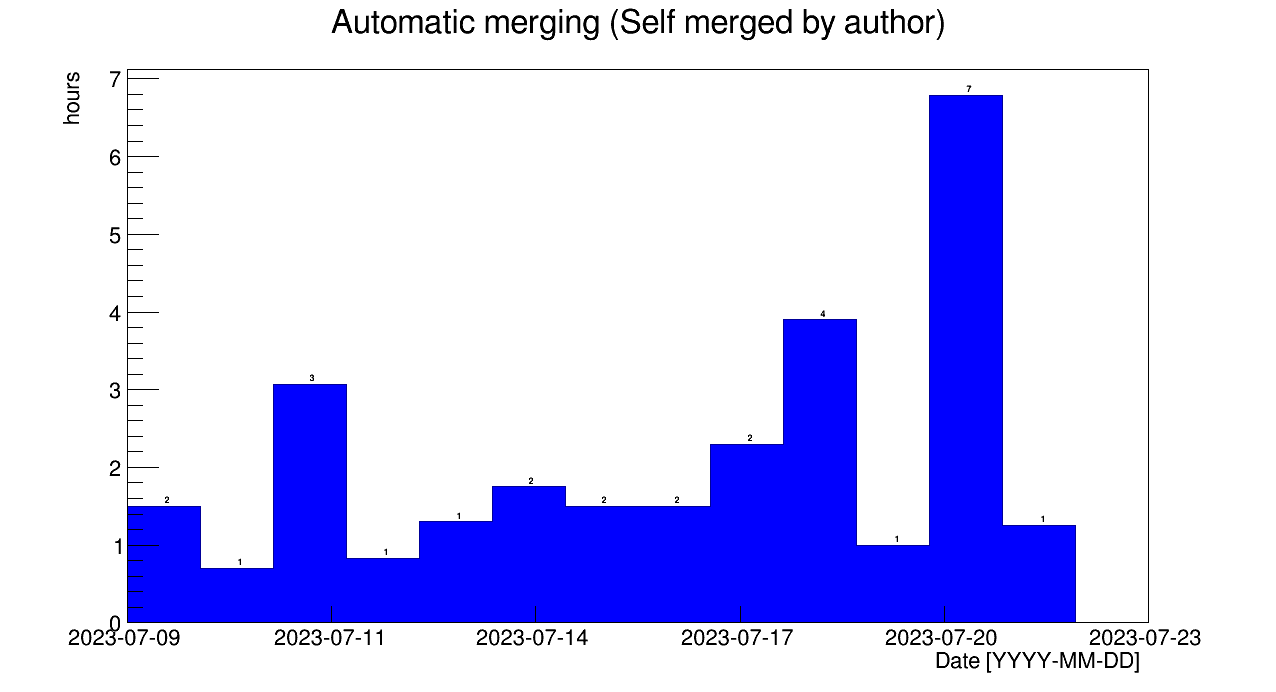 Automatic merging (Self merged by author)
hours
7
6
5
4
3
2
1
0
2 1 3 1 1 2 2 2 2 4 1 7 1
2023-07-09 2023-07-11 2023-07-14 2023-07-17 2023-07-20 2023-07-23
Date [YYYY-MM-DD]